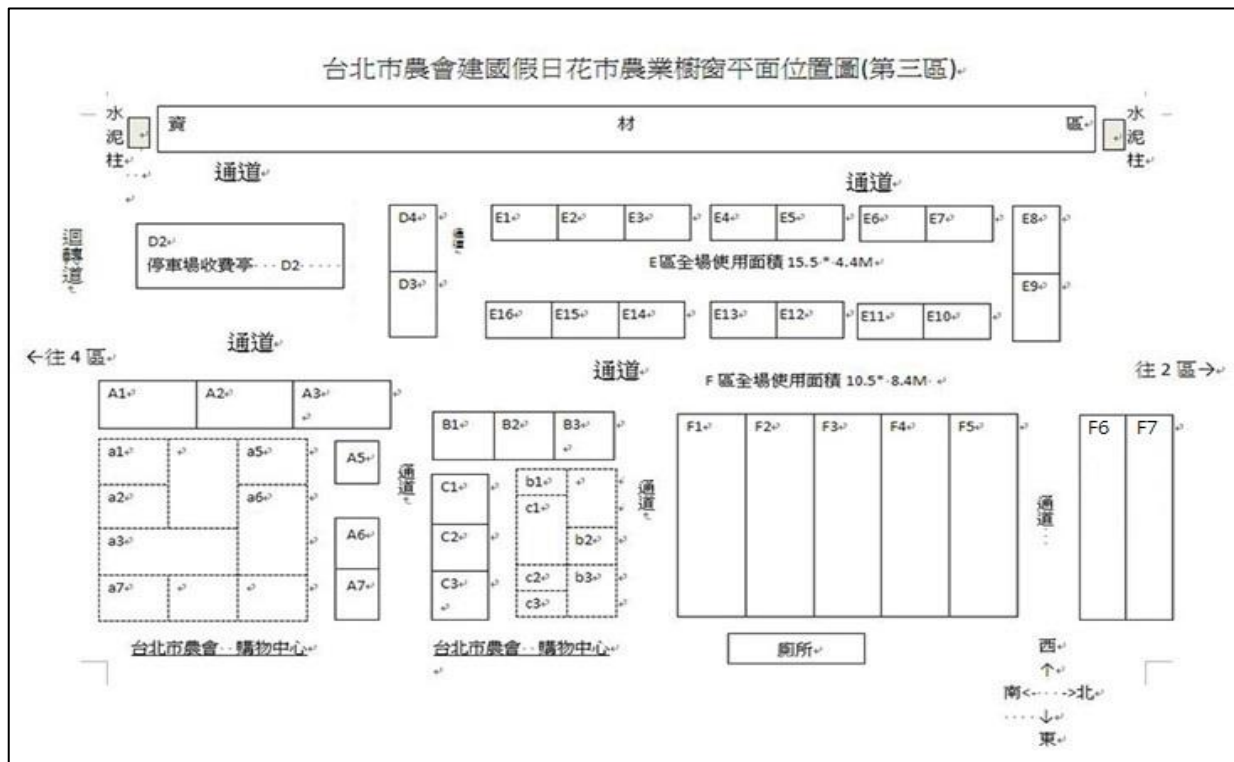 台北市農會建國假日花市農業櫥窗平面位置圖(第三區)
水泥柱
資 材 區
水泥柱
通道
通道
迴轉道
D2
停車場收費亭 D2
D4
D3
通道
E1 E2 E3 E4 E5 E6 E7 E8
E區全場使用面積 15.5 * 4.4M
E9
E16 E15 E14 E13 E12 E11 E10
通道
←往 4 區
通道
F 區全場使用面積 10.5* 8.4M
往 2 區→
A1 A2 A3
B1 B2 B3
F1 F2 F3 F4 F5 F6 F7
a1 a5 A5
a2 a6
a3 A6
a7 A7
通道
C1 b1
c1
C2 b2
C3 c2 b3
c3
通道
通道
台北市農會 購物中心
台北市農會 購物中心
廁所
西
↑
南<- ->北
↓
東